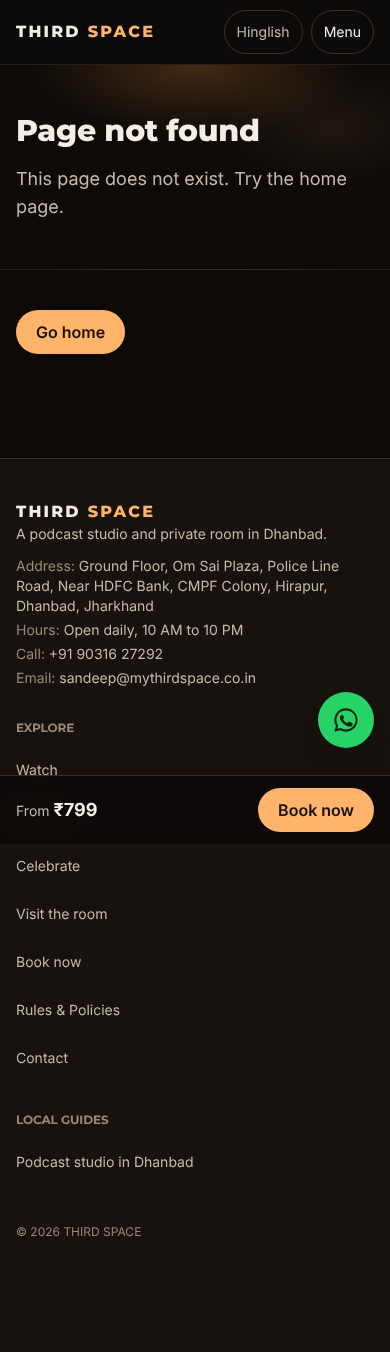 THIRD SPACE
Hinglish
Menu
Page not found
This page does not exist. Try the home
page.
Go home
THIRD SPACE
A podcast studio and private room in Dhanbad.
Address: Ground Floor, Om Sai Plaza, Police Line
Road, Near HDFC Bank, CMPF Colony, Hirapur,
Dhanbad, Jharkhand
Hours: Open daily, 10 AM to 10 PM
Call: +91 90316 27292
Email: sandeep@mythirdspace.co.in
EXPLORE
Watch
From ₹799
Book now
Celebrate
Visit the room
Book now
Rules & Policies
Contact
LOCAL GUIDES
Podcast studio in Dhanbad
© 2026 THIRD SPACE